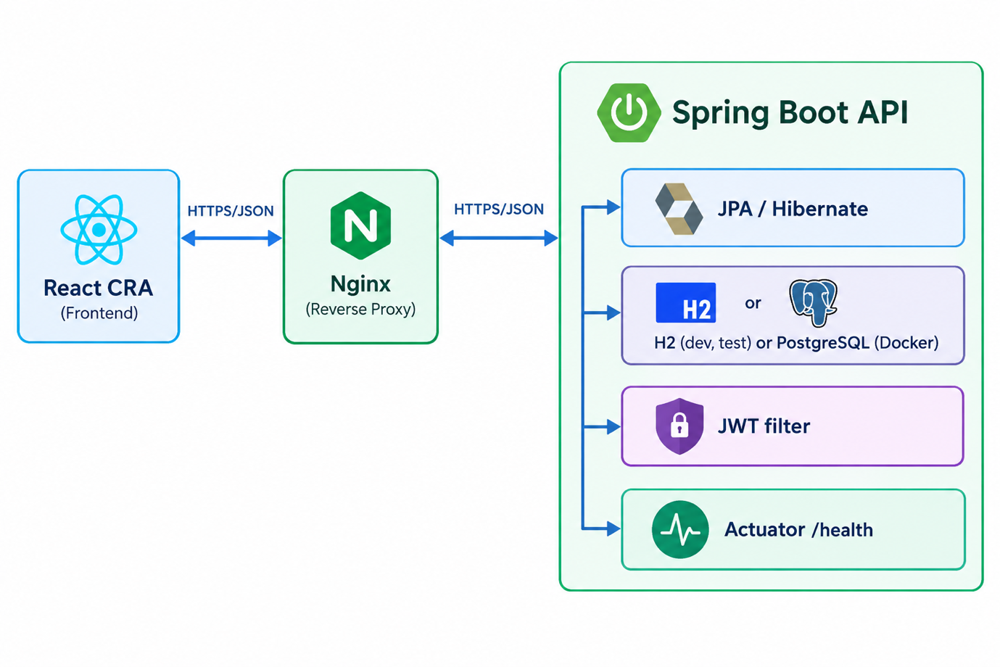 Spring Boot API
React CRA
(Frontend)
HTTPS/JSON
N
Nginx
(Reverse Proxy)
HTTPS/JSON
JPA / Hibernate
H2
or
H2 (dev, test) or PostgreSQL (Docker)
JWT filter
Actuator /health